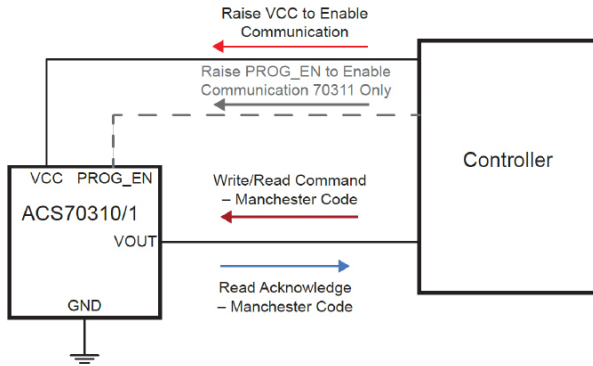 Raise VCC to Enable
Communication
Raise PROG_EN to Enable
Communication 70311 Only
Controller
VCC PROG_EN
Write/Read Command
– Manchester Code
ACS70310/1
VOUT
Read Acknowledge
– Manchester Code
GND